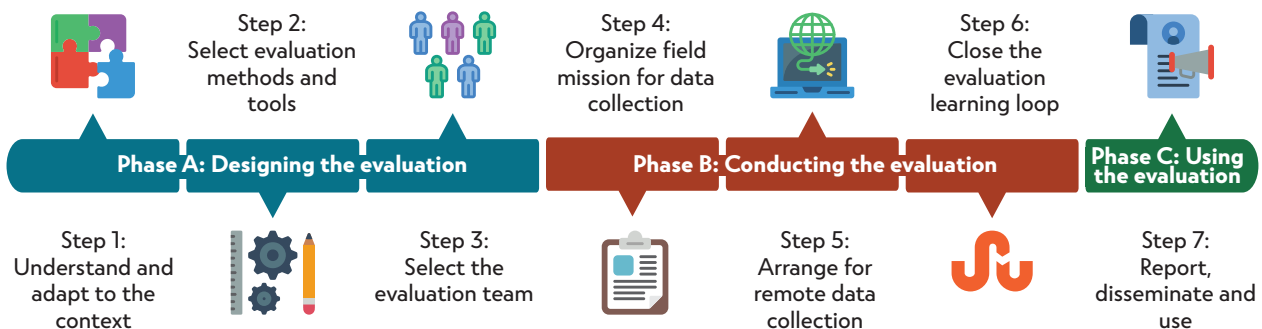 Step 2:
Select evaluation
methods and
tools
Step 4:
Organize field
mission for data
collection
Step 6:
Close the
evaluation
learning loop
Phase A: Designing the evaluation
Phase B: Conducting the evaluation
Phase C: Using
the evaluation
Step 1:
Understand and
adapt to the
context
Step 3:
Select the
evaluation team
Step 5:
Arrange for
remote data
collection
Step 7:
Report,
disseminate and
use